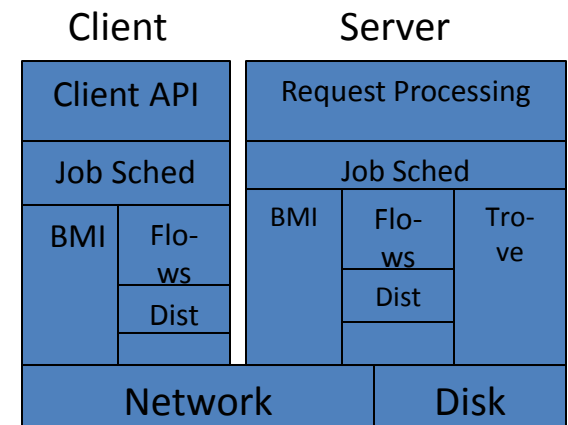 Client
Server
Client API
Request Processing
Job Sched
Job Sched
BMI
Flo-
ws
Dist
BMI
Flo-
ws
Dist
Tro-
ve
Network
Disk